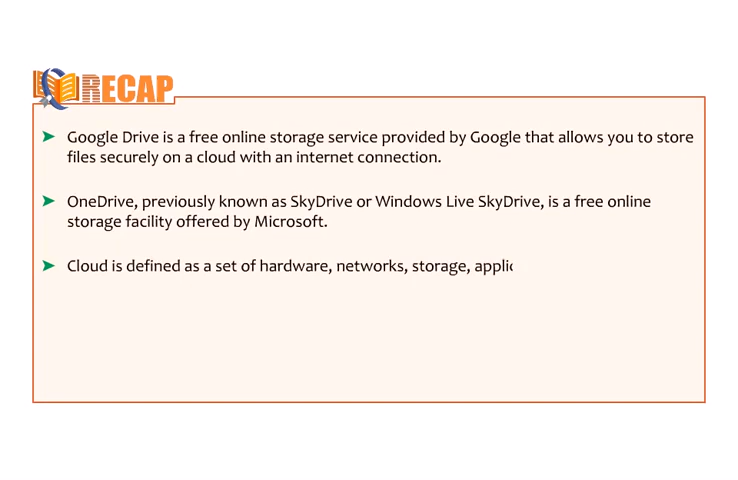 RECAP
Google Drive is a free online storage service provided by Google that allows you to store
files securely on a cloud with an internet connection.
OneDrive, previously known as SkyDrive or Windows Live SkyDrive, is a free online
storage facility offered by Microsoft.
Cloud is defined as a set of hardware, networks, storage,